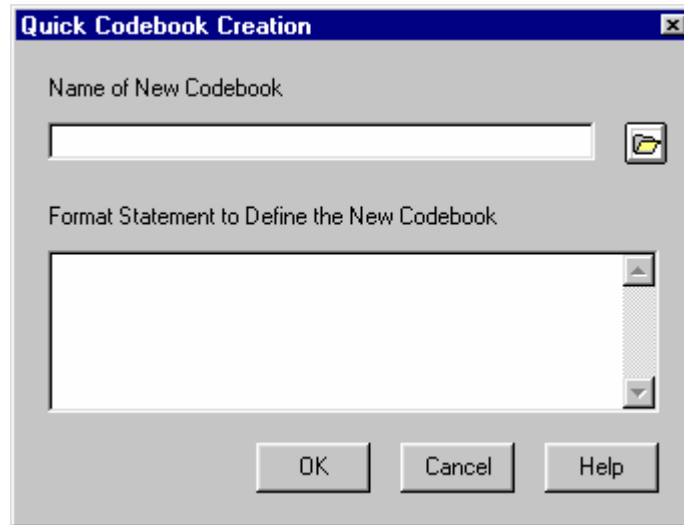 Quick Codebook Creation
Name of New Codebook
Format Statement to Define the New Codebook
OK Cancel Help